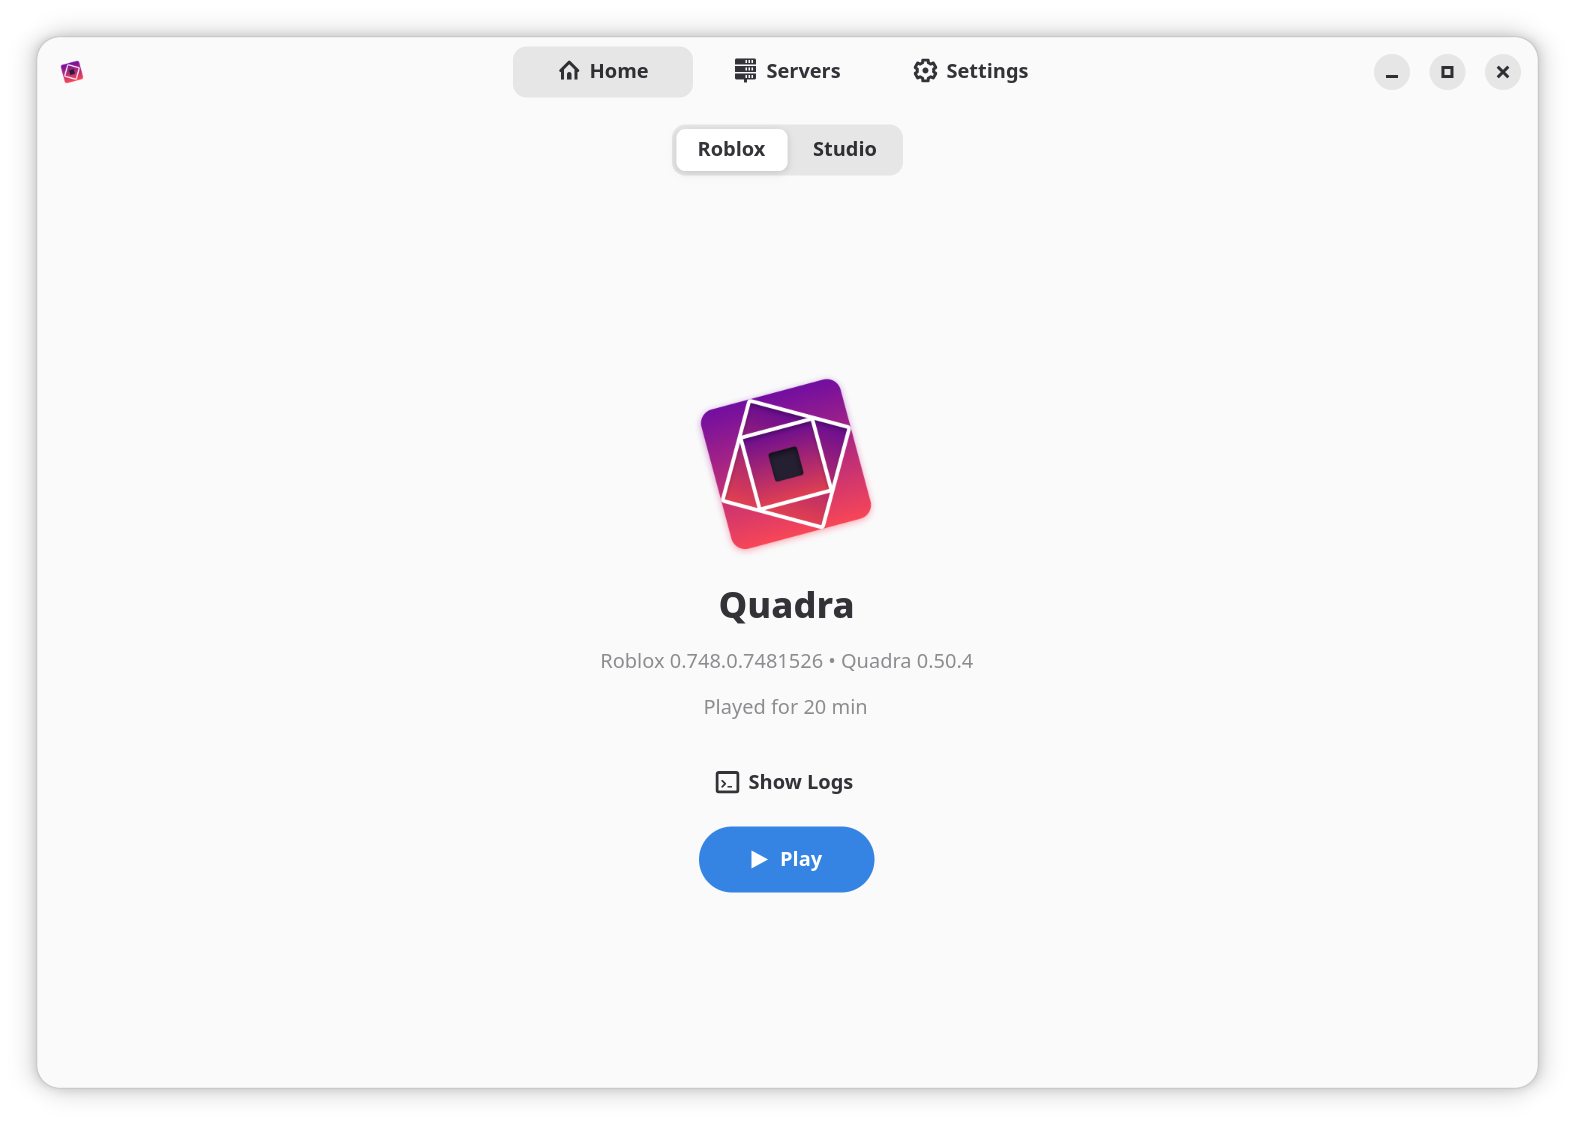 Home
Servers
Settings
Roblox
Studio
Quadra
Roblox 0.748.0.7481526 • Quadra 0.50.4
Played for 20 min
Show Logs
Play